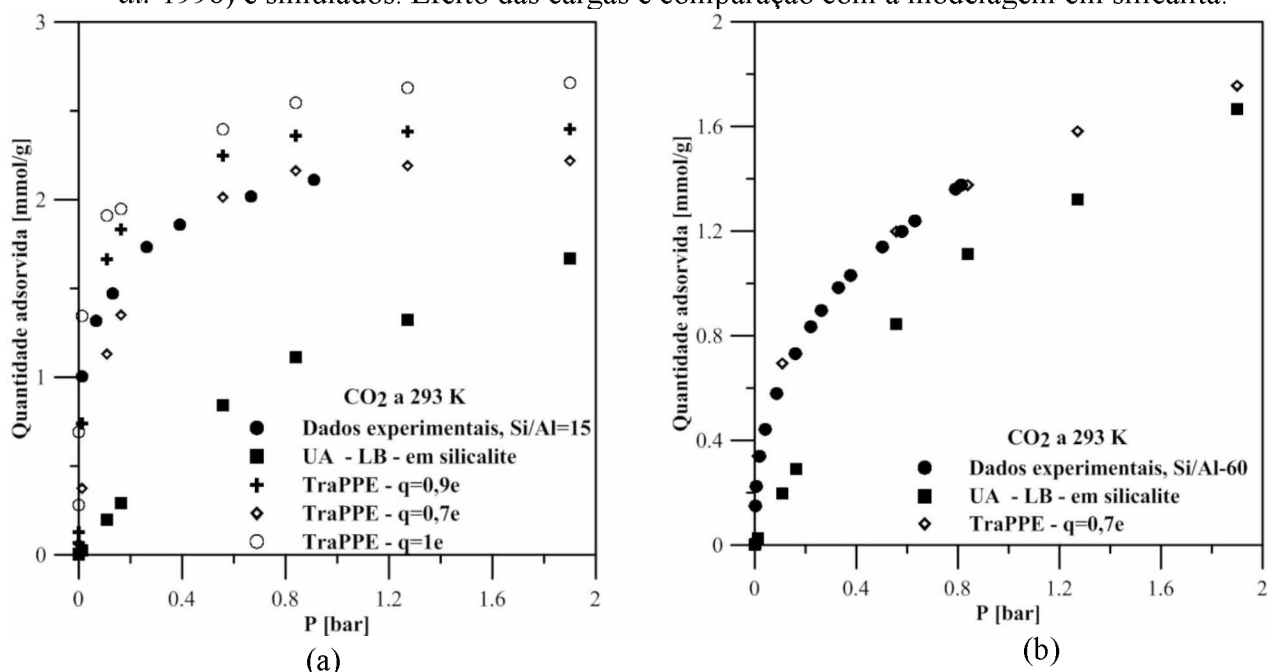 al. 1996) e simulados. Efeito das cargas e comparação com a modelagem em silicalita.
Quantidade adsorvida [mmol/g]
3
2
1
0
CO2 a 293 K
Dados experimentais, Si/Al=15
UA - LB - em silicalite
TraPPE - q=0,9e
TraPPE - q=0,7e
TraPPE - q=1e
0 0.4 0.8 1.2 1.6 2
P [bar]
(a)
Quantidade adsorvida [mmol/g]
2
1.6
1.2
0.8
0.4
0
CO2 a 293 K
Dados experimentais, Si/Al-60
UA - LB - em silicalite
TraPPE - q=0,7e
0 0.4 0.8 1.2 1.6 2
P [bar]
(b)